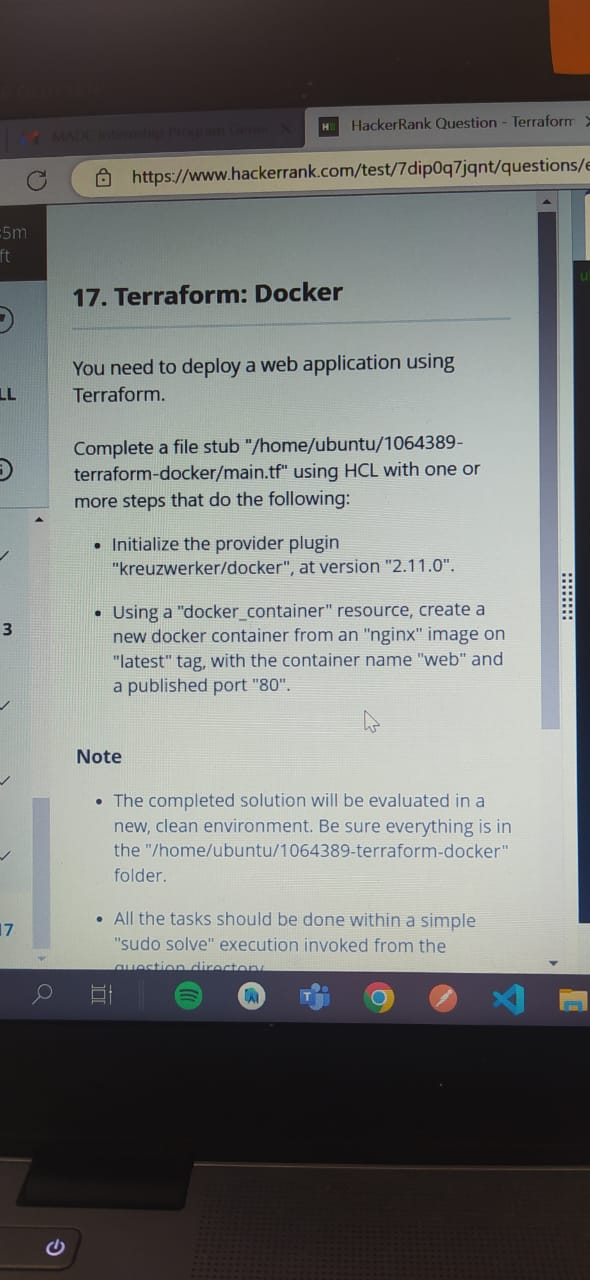 MADC Internship Program Gene
HackerRank Question - Terraform
https://www.hackerrank.com/test/7dip0q7jqnt/questions/e
5m
ft
LL
3
17
17. Terraform: Docker
You need to deploy a web application using
Terraform.
Complete a file stub "/home/ubuntu/1064389-
terraform-docker/main.tf" using HCL with one or
more steps that do the following:
• Initialize the provider plugin
"kreuzwerker/docker", at version "2.11.0".
• Using a "docker_container" resource, create a
new docker container from an "nginx" image on
"latest" tag, with the container name "web" and
a published port "80".
Note
• The completed solution will be evaluated in a
new, clean environment. Be sure everything is in
the "/home/ubuntu/1064389-terraform-docker"
folder.
• All the tasks should be done within a simple
"sudo solve" execution invoked from the
question directory